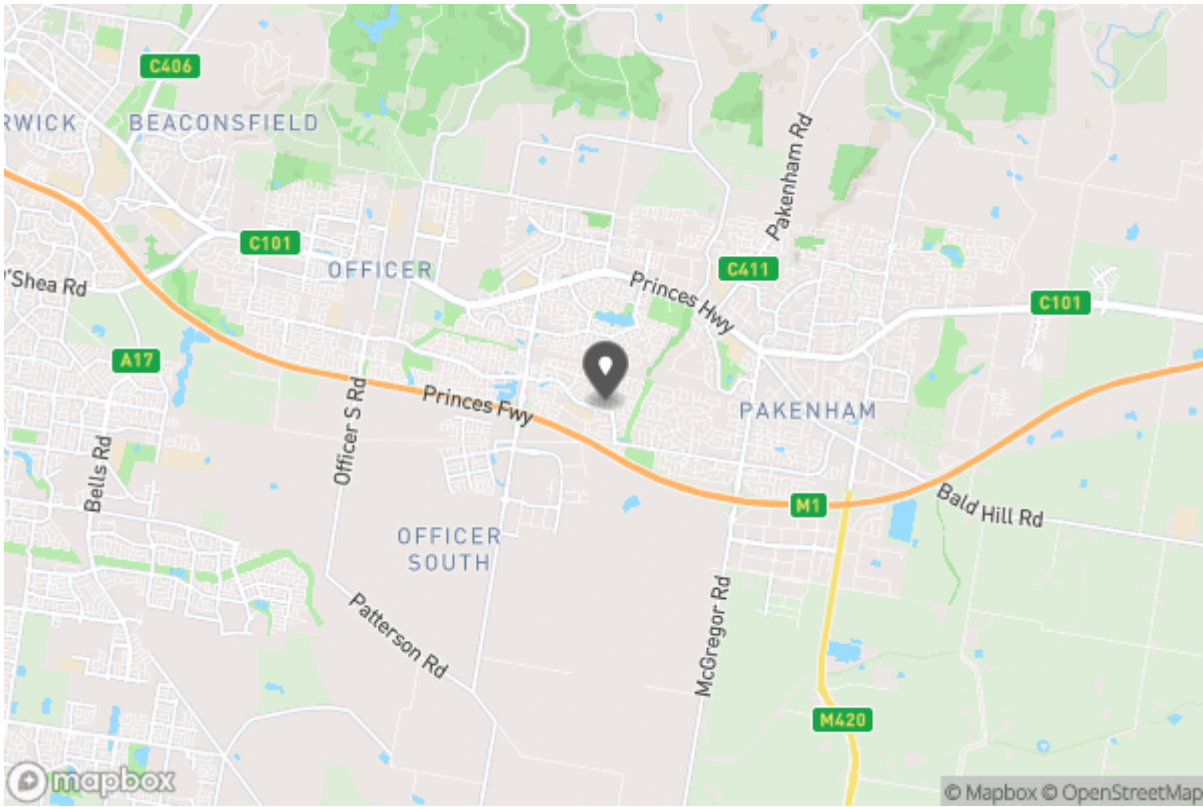 C406
RWICK
BEACONSFIELD
Pakenham Rd
C101
OFFICER
C411
'Shea Rd
Princes Hwy
C101
A17
Officer S Rd
Princes Fwy
PAKENHAM
Bells Rd
M1
Bald Hill Rd
OFFICER
SOUTH
Patterson Rd
McGregor Rd
M420
mapbox
© Mapbox © OpenStreetMap